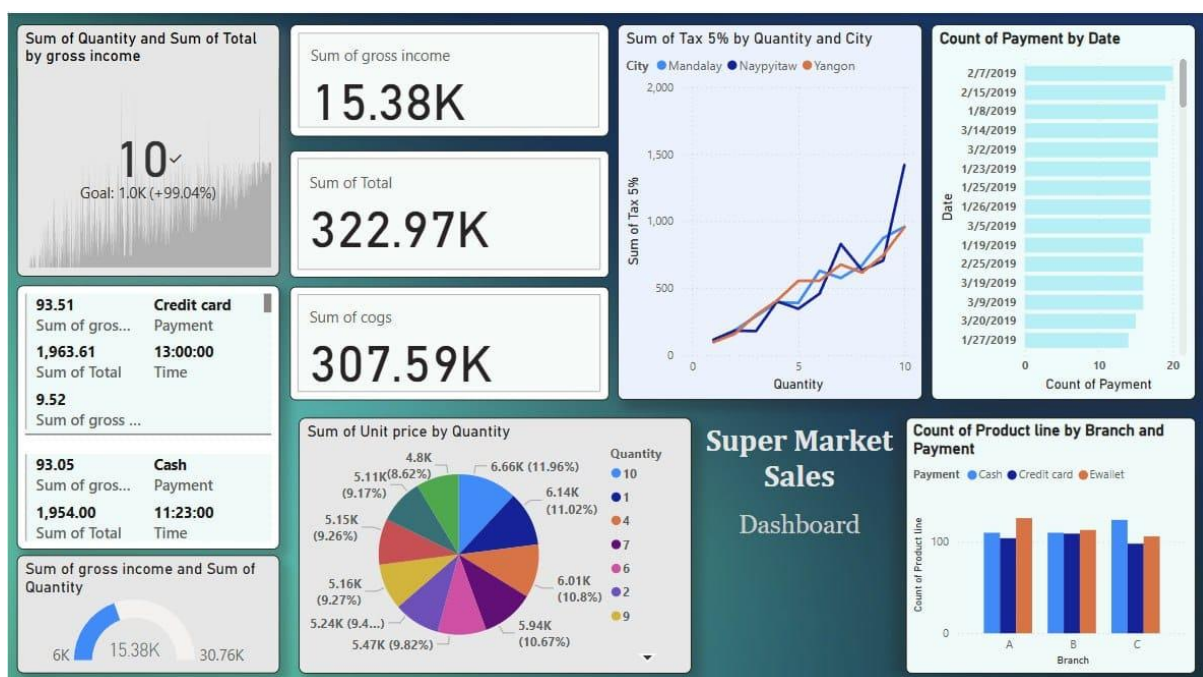 Sum of Quantity and Sum of Total
by gross income
10
Goal: 1.0K (+99.04%)
93.51
Sum of gros...
Credit card
Payment
1,963.61
Sum of Total
13:00:00
Time
9.52
Sum of gross ...
93.05
Sum of gros...
Cash
Payment
1,954.00
Sum of Total
11:23:00
Time
Sum of gross income and Sum of
Quantity
15.38K
6K
30.76K
Sum of gross income
15.38K
Sum of Total
322.97K
Sum of cogs
307.59K
Sum of Unit price by Quantity
4.8K
(8.62%)
6.66K (11.96%)
6.14K
(11.02%)
6.01K
(10.8%)
5.94K
(10.67%)
5.47K (9.82%)
5.24K (9.4...)
5.16K
(9.27%)
5.15K
(9.26%)
5.11K
(9.17%)
Quantity
10
1
4
7
6
2
9
Sum of Tax 5% by Quantity and City
City Mandalay Naypyitaw Yangon
2,000
1,500
1,000
500
0
Sum of Tax 5%
0 5 10
Quantity
Count of Payment by Date
2/7/2019
2/15/2019
1/8/2019
3/14/2019
3/2/2019
1/23/2019
1/25/2019
1/26/2019
3/5/2019
1/19/2019
2/25/2019
3/19/2019
3/9/2019
3/20/2019
1/27/2019
Date
0 10 20
Count of Payment
Super Market
Sales
Dashboard
Count of Product line by Branch and
Payment
Payment Cash Credit card Ewallet
100
0
Count of Product line
A B C
Branch